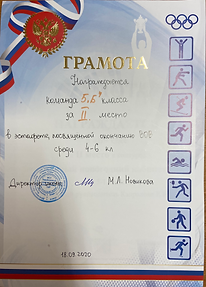 ГРАМОТА
Награждается
команда 5„Б" класса
за II место
в эстафете, посвященной окончанию ВОВ
среди 4-6 кл
Директор школы М.Л. Новикова
18.09.2020